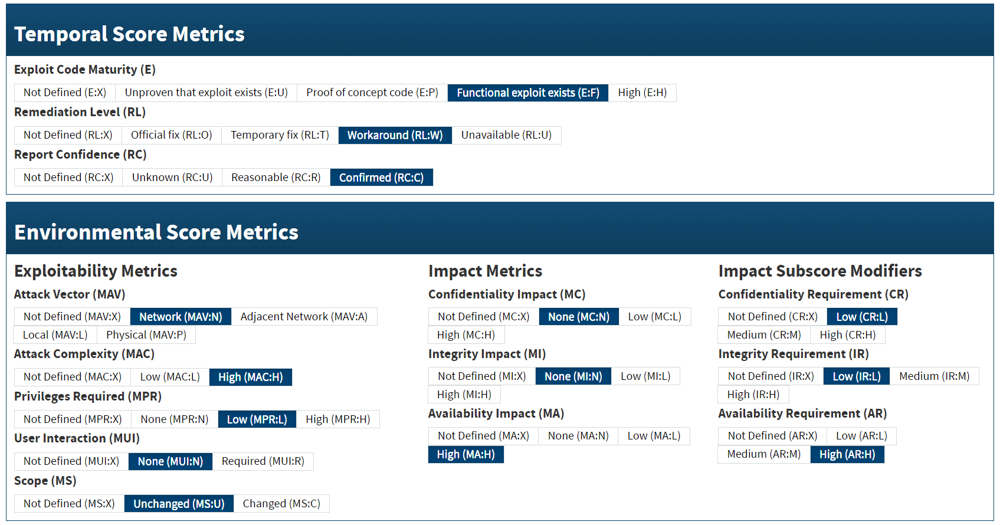 Temporal Score Metrics
Exploit Code Maturity (E)
Not Defined (E:X) Unproven that exploit exists (E:U) Proof of concept code (E:P) Functional exploit exists (E:F) High (E:H)
Remediation Level (RL)
Not Defined (RL:X) Official fix (RL:O) Temporary fix (RL:T) Workaround (RL:W) Unavailable (RL:U)
Report Confidence (RC)
Not Defined (RC:X) Unknown (RC:U) Reasonable (RC:R) Confirmed (RC:C)
Environmental Score Metrics
Exploitability Metrics
Attack Vector (MAV)
Not Defined (MAV:X) Network (MAV:N) Adjacent Network (MAV:A)
Local (MAV:L) Physical (MAV:P)
Attack Complexity (MAC)
Not Defined (MAC:X) Low (MAC:L) High (MAC:H)
Privileges Required (MPR)
Not Defined (MPR:X) None (MPR:N) Low (MPR:L) High (MPR:H)
User Interaction (MUI)
Not Defined (MUI:X) None (MUI:N) Required (MUI:R)
Scope (MS)
Not Defined (MS:X) Unchanged (MS:U) Changed (MS:C)
Impact Metrics
Confidentiality Impact (MC)
Not Defined (MC:X) None (MC:N) Low (MC:L)
High (MC:H)
Integrity Impact (MI)
Not Defined (MI:X) None (MI:N) Low (MI:L)
High (MI:H)
Availability Impact (MA)
Not Defined (MA:X) None (MA:N) Low (MA:L)
High (MA:H)
Impact Subscore Modifiers
Confidentiality Requirement (CR)
Not Defined (CR:X) Low (CR:L)
Medium (CR:M) High (CR:H)
Integrity Requirement (IR)
Not Defined (IR:X) Low (IR:L) Medium (IR:M)
High (IR:H)
Availability Requirement (AR)
Not Defined (AR:X) Low (AR:L)
Medium (AR:M) High (AR:H)